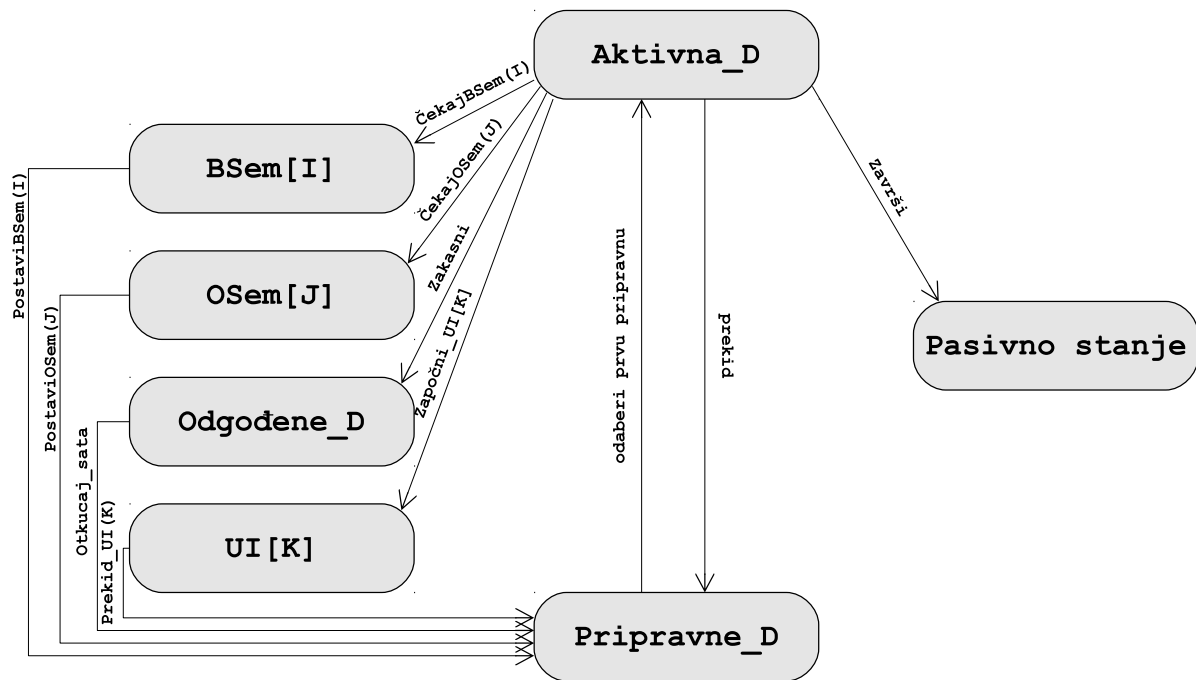 Aktivna_D
ČekajBSem(I)
BSem[I]
PostaviBSem(I)
ČekajOSem(J)
Završi
OSem[J]
Zakasni
odaberi prvu pripravnu
prekid
Pasivno stanje
PostaviOSem(J)
Započni_UI[K]
Odgođene_D
Otkucaj_sata
Prekid_UI(K)
UI[K]
Pripravne_D